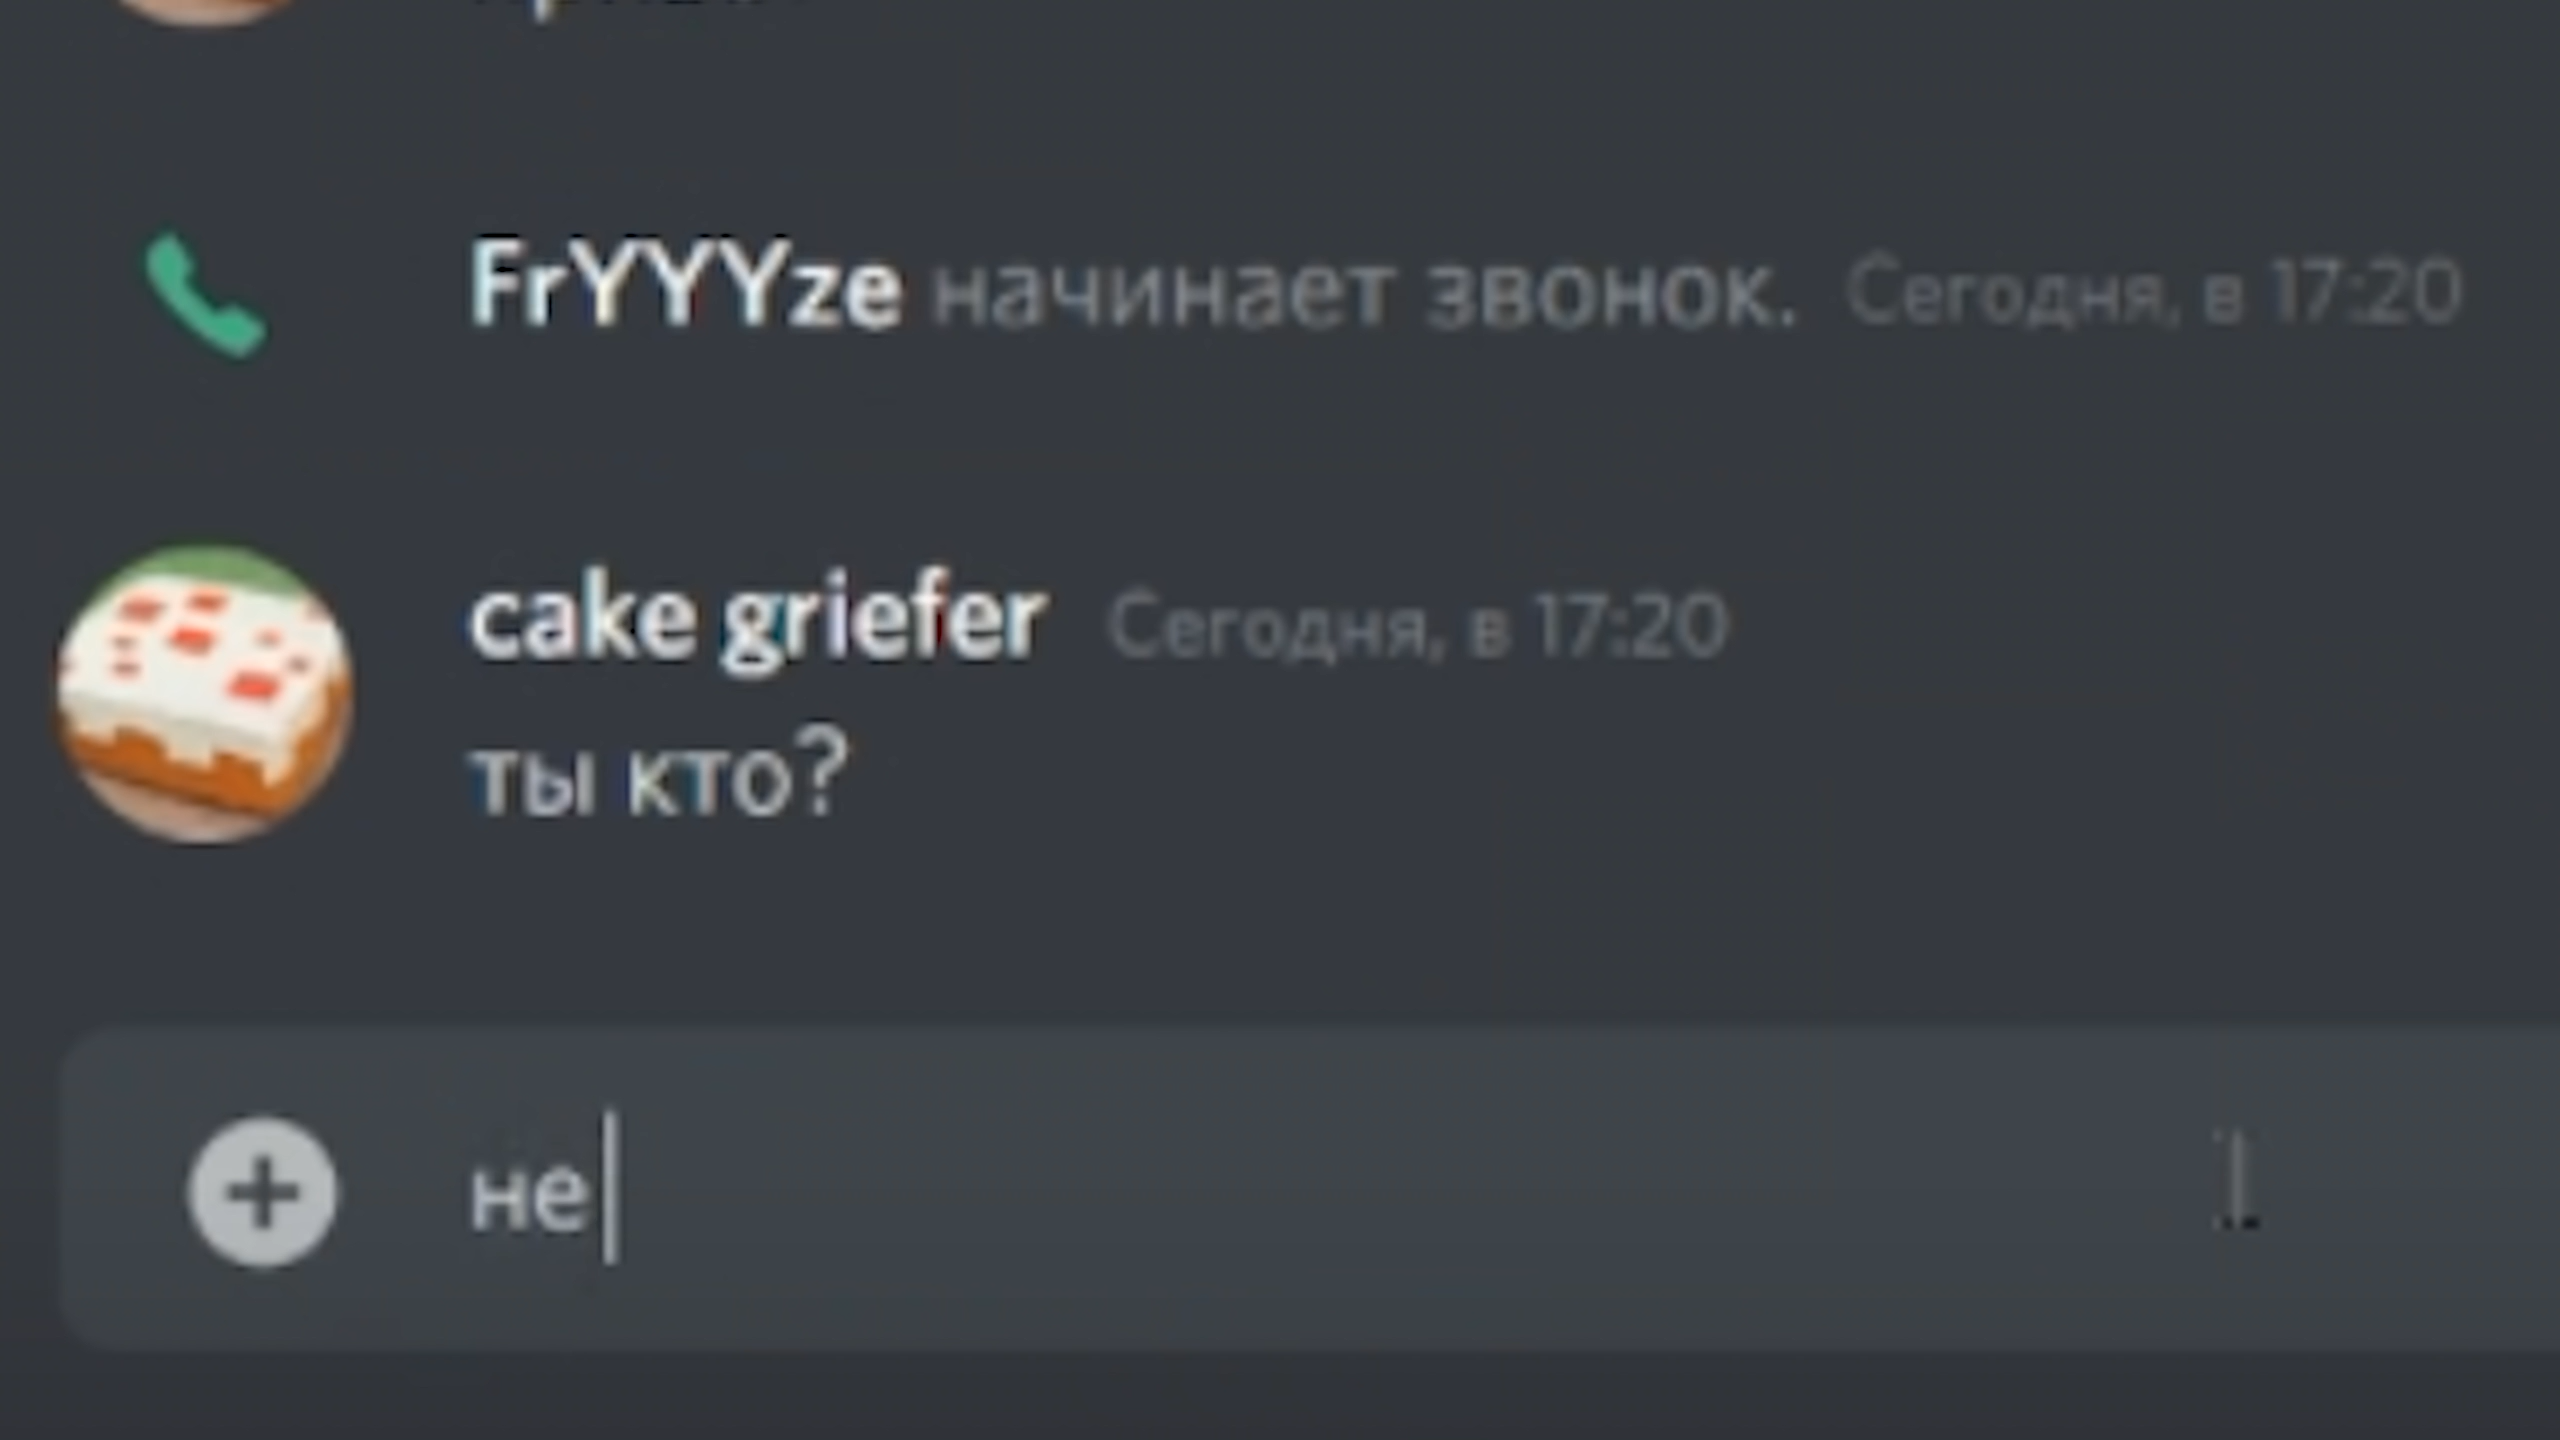 FrYYYze начинает звонок. Сегодня, в 17:20
cake griefer Сегодня, в 17:20
ты кто?
не